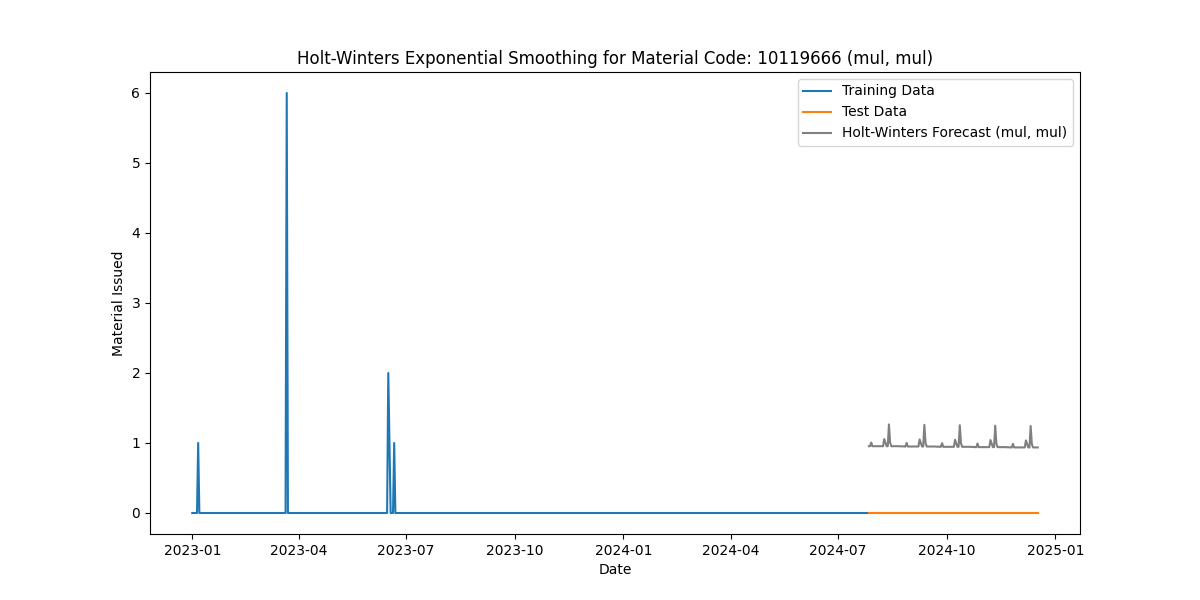 Holt-Winters Exponential Smoothing for Material Code: 10119666 (mul, mul)
Training Data
Test Data
Holt-Winters Forecast (mul, mul)
6
5
4
3
2
1
0
Material Issued
2023-01 2023-04 2023-07 2023-10 2024-01 2024-04 2024-07 2024-10 2025-01
Date